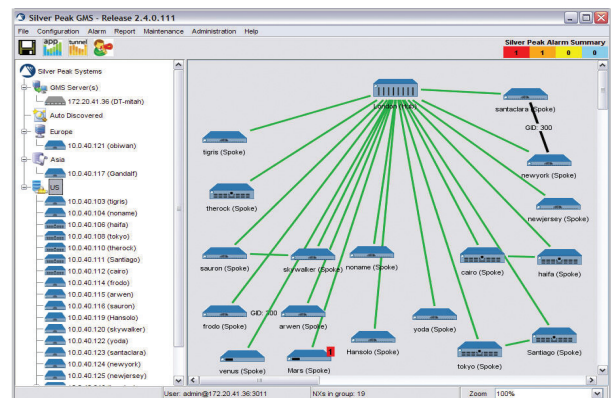 Silver Peak GMS - Release 2.4.0.111
File Configuration Alarm Report Maintenance Administration Help
app tunnel
Silver Peak Alarm Summary
1 1 0 0
Silver Peak Systems
GMS Server(s)
172.20.41.36 (DT-mitah)
Auto Discovered
Europe
10.0.40.121 (obiwan)
Asia
10.0.40.117 (Gandalf)
US
10.0.40.103 (tigris)
10.0.40.104 (noname)
10.0.40.106 (haifa)
10.0.40.108 (tokyo)
10.0.40.110 (therock)
10.0.40.111 (Santiago)
10.0.40.112 (cairo)
10.0.40.114 (frodo)
10.0.40.115 (arwen)
10.0.40.116 (sauron)
10.0.40.119 (Hansolo)
10.0.40.120 (skywalker)
10.0.40.122 (yoda)
10.0.40.123 (santaclara)
10.0.40.124 (newyork)
10.0.40.125 (newjersey)
London (Hub)
santaclara (Spoke)
GID: 300
tigris (Spoke)
newyork (Spoke)
therock (Spoke)
newjersey (Spoke)
sauron (Spoke)
skywalker (Spoke)
noname (Spoke)
cairo (Spoke)
haifa (Spoke)
frodo (Spoke)
GID: 300
arwen (Spoke)
yoda (Spoke)
Hansolo (Spoke)
Santiago (Spoke)
venus (Spoke)
1
Mars (Spoke)
tokyo (Spoke)
User: admin@172.20.41.36:3011
NXs in group: 19
Zoom 100%